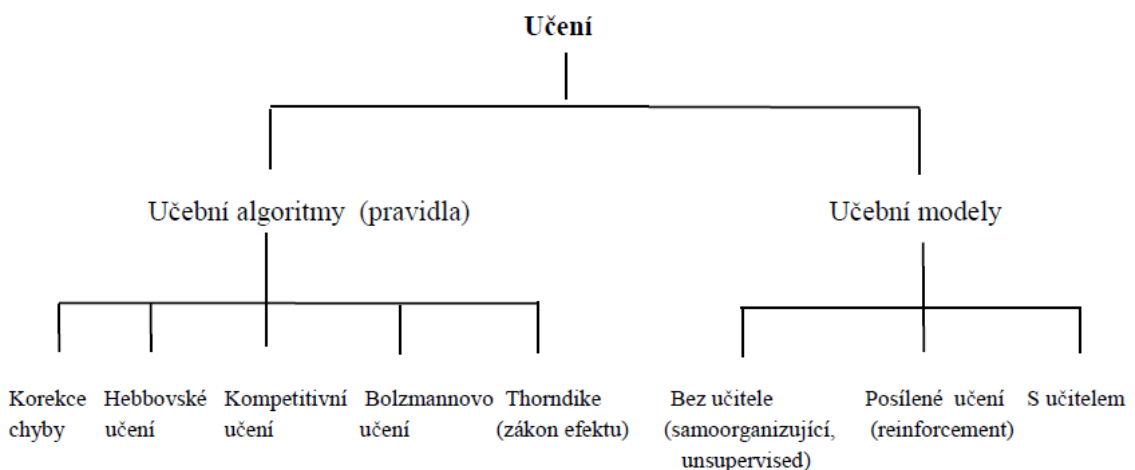 Učení
Učební algoritmy (pravidla)
Učební modely
Korekce
chyby
Hebbovské
učení
Kompetitivní
učení
Bolzmannovo
učení
Thorndike
(zákon efektu)
Bez učitele
(samoorganizující,
unsupervised)
Posílené učení
(reinforcement)
S učitelem